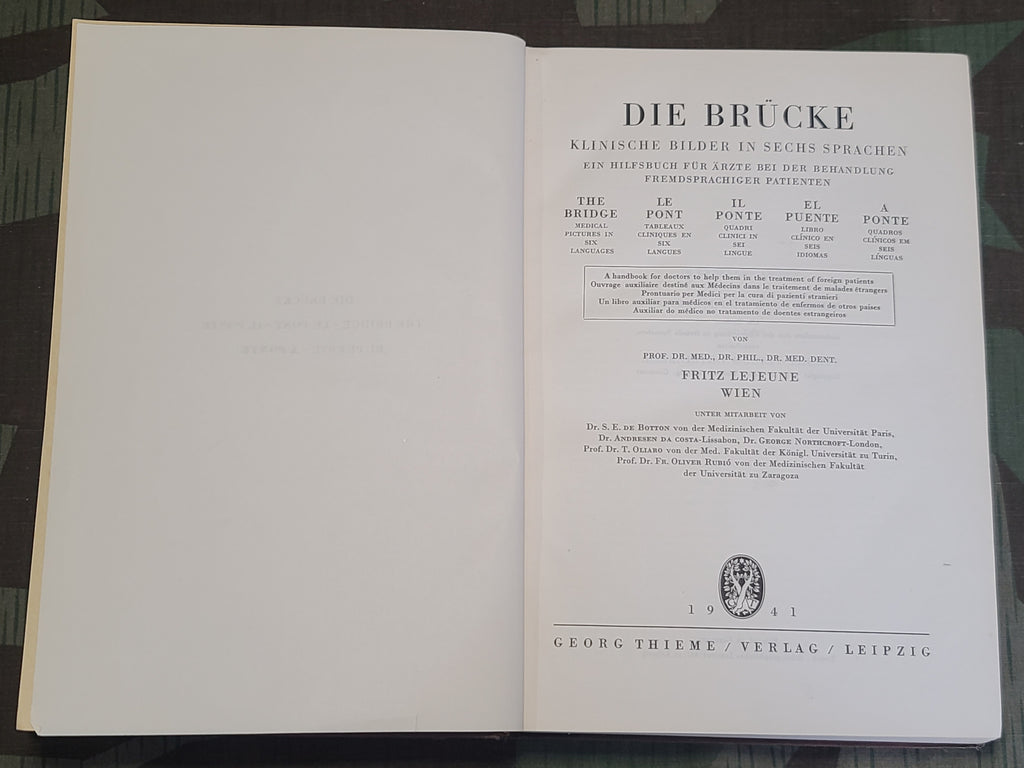 DIE BRÜCKE
KLINISCHE BILDER IN SECHS SPRACHEN
EIN HILFSBUCH FÜR ÄRZTE BEI DER BEHANDLUNG
FREMDSPRACHIGER PATIENTEN
THE
BRIDGE
MEDICAL
PICTURES IN
SIX
LANGUAGES
LE
PONT
TABLEAUX
CLINIQUES EN
SIX
LANGUES
IL
PONTE
QUADRI
CLINICI IN
SEI
LINGUE
EL
PUENTE
LIBRO
CLÍNICO EN
SEIS
IDIOMAS
A
PONTE
QUADROS
CLÍNICOS EM
SEIS
LÍNGUAS
A handbook for doctors to help them in the treatment of foreign patients
Ouvrage auxiliaire destiné aux Médecins dans le traitement de malades étrangers
Prontuario per Medici per la cura di pazienti stranieri
Un libro auxiliar para médicos en el tratamiento de enfermos de otros países
Auxiliar do médico no tratamento de doentes estrangeiros
VON
PROF. DR. MED., DR. PHIL., DR. MED. DENT.
FRITZ LEJEUNE
WIEN
UNTER MITARBEIT VON
Dr. S. E. DE BOTTON von der Medizinischen Fakultät der Universität Paris,
Dr. ANDRESEN DA COSTA-Lissabon, Dr. GEORGE NORTHCROFT-London,
Prof. Dr. T. OLIARO von der Med. Fakultät der Königl. Universität zu Turin,
Prof. Dr. FR. OLIVER RUBIÓ von der Medizinischen Fakultät
der Universität zu Zaragoza
1941
GEORG THIEME / VERLAG / LEIPZIG